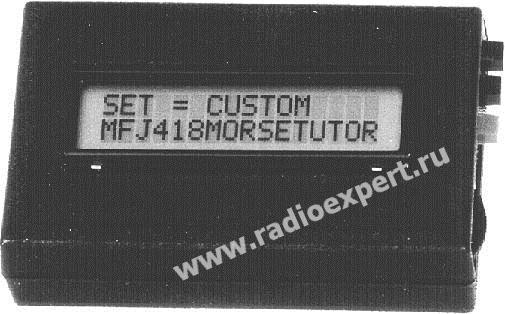 SET = CUSTOM
MFJ418MORSETUTOR
www.radioexpert.ru